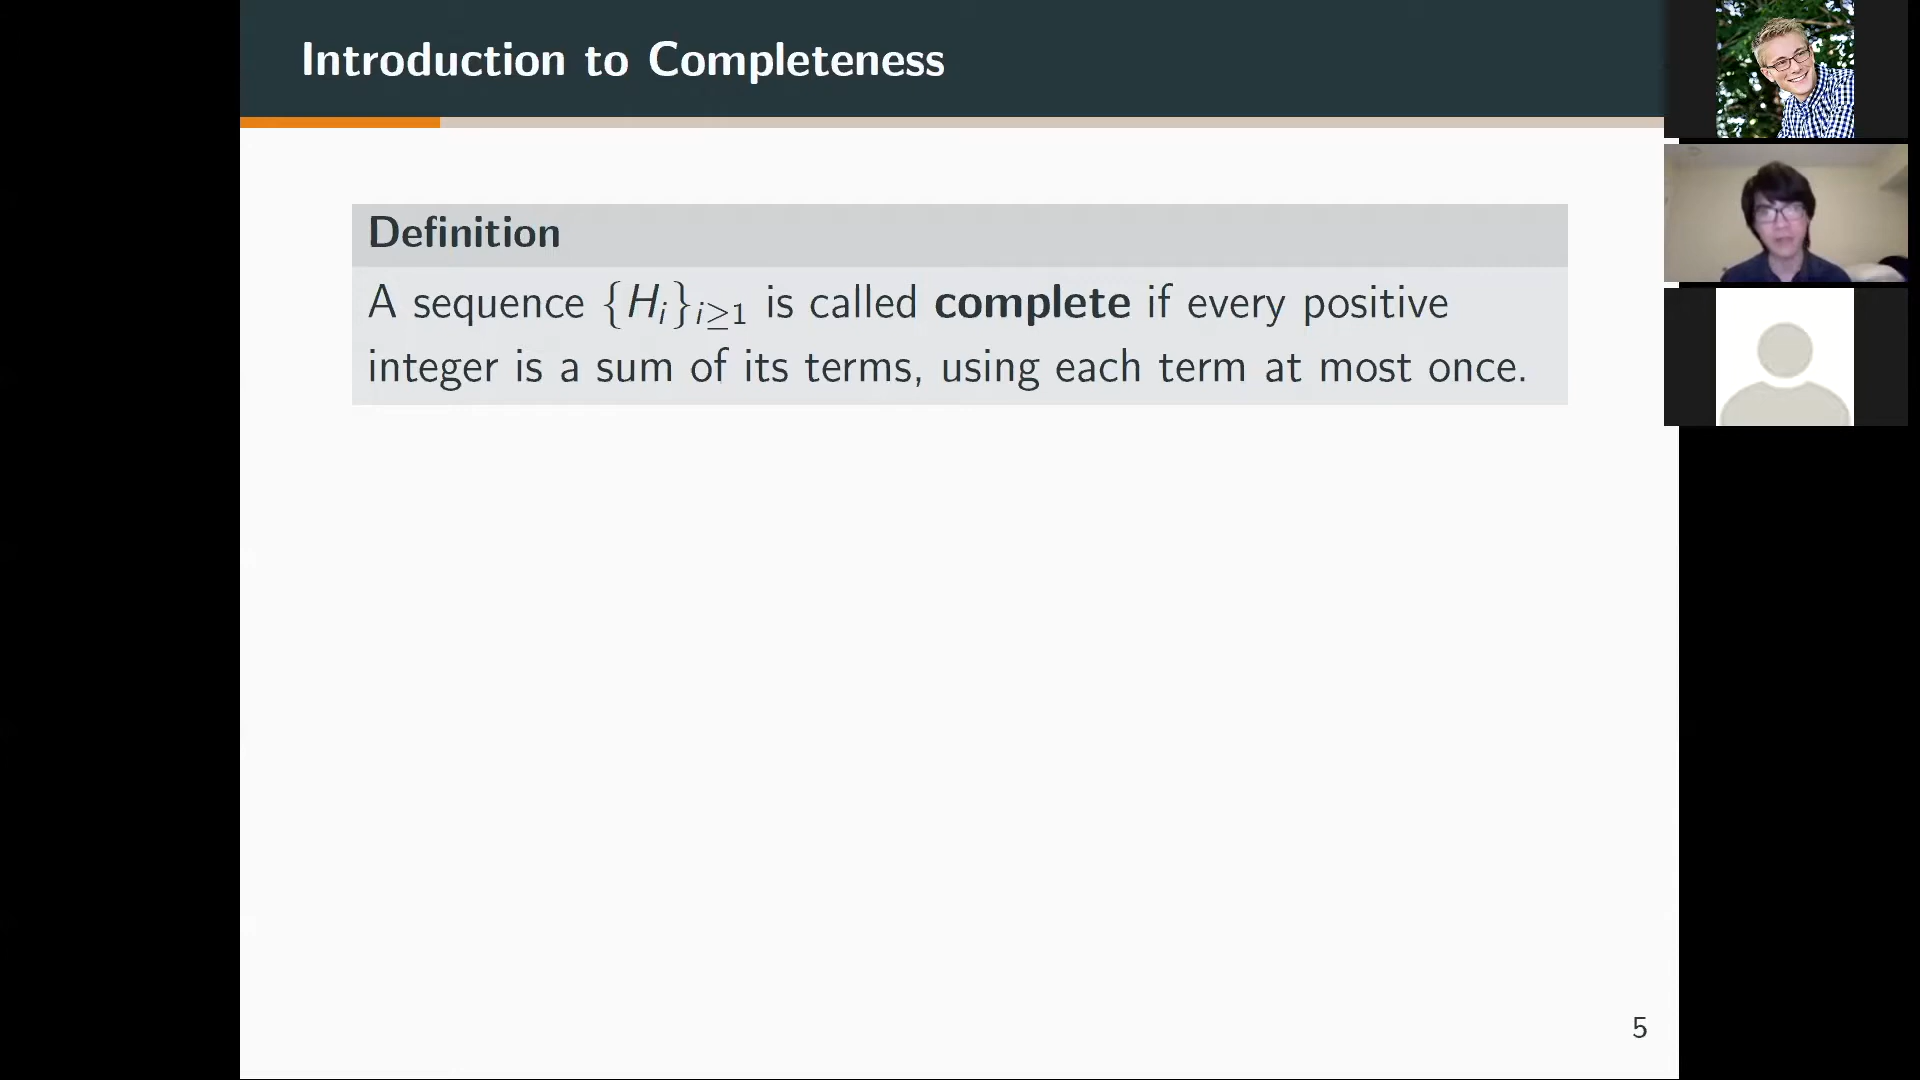 Introduction to Completeness
Definition
A sequence {H_i}_{i≥1} is called complete if every positive
integer is a sum of its terms, using each term at most once.
5